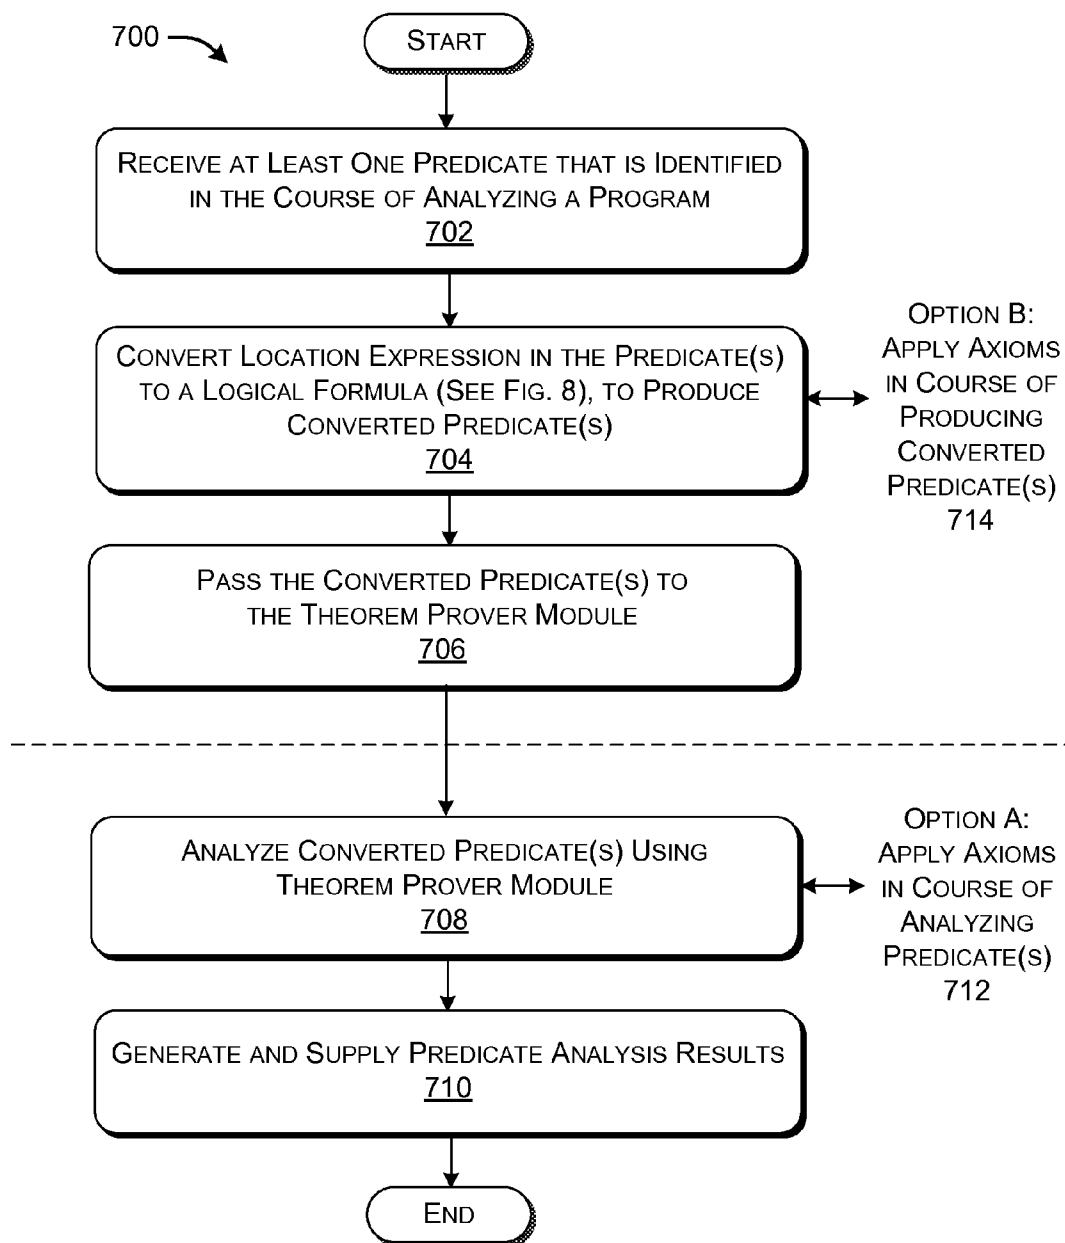 700
START
RECEIVE AT LEAST ONE PREDICATE THAT IS IDENTIFIED
IN THE COURSE OF ANALYZING A PROGRAM
702
CONVERT LOCATION EXPRESSION IN THE PREDICATE(S)
TO A LOGICAL FORMULA (SEE FIG. 8), TO PRODUCE
CONVERTED PREDICATE(S)
704
OPTION B:
APPLY AXIOMS
IN COURSE OF
PRODUCING
CONVERTED
PREDICATE(S)
714
PASS THE CONVERTED PREDICATE(S) TO
THE THEOREM PROVER MODULE
706
ANALYZE CONVERTED PREDICATE(S) USING
THEOREM PROVER MODULE
708
OPTION A:
APPLY AXIOMS
IN COURSE OF
ANALYZING
PREDICATE(S)
712
GENERATE AND SUPPLY PREDICATE ANALYSIS RESULTS
710
END